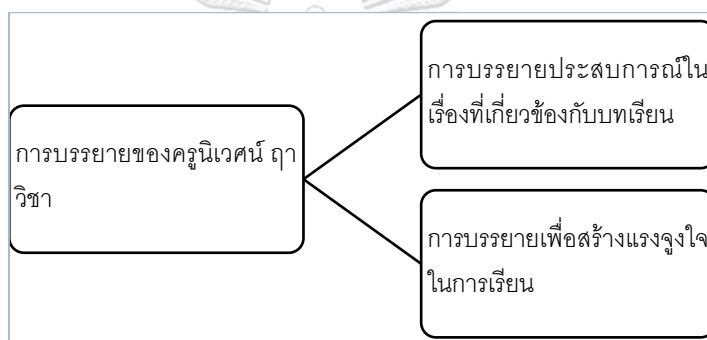 การบรรยายของครูนิเวศน์ ฤา
วิชา
การบรรยายประสบการณ์ใน
เรื่องที่เกี่ยวข้องกับบทเรียน
การบรรยายเพื่อสร้างแรงจูงใจ
ในการเรียน